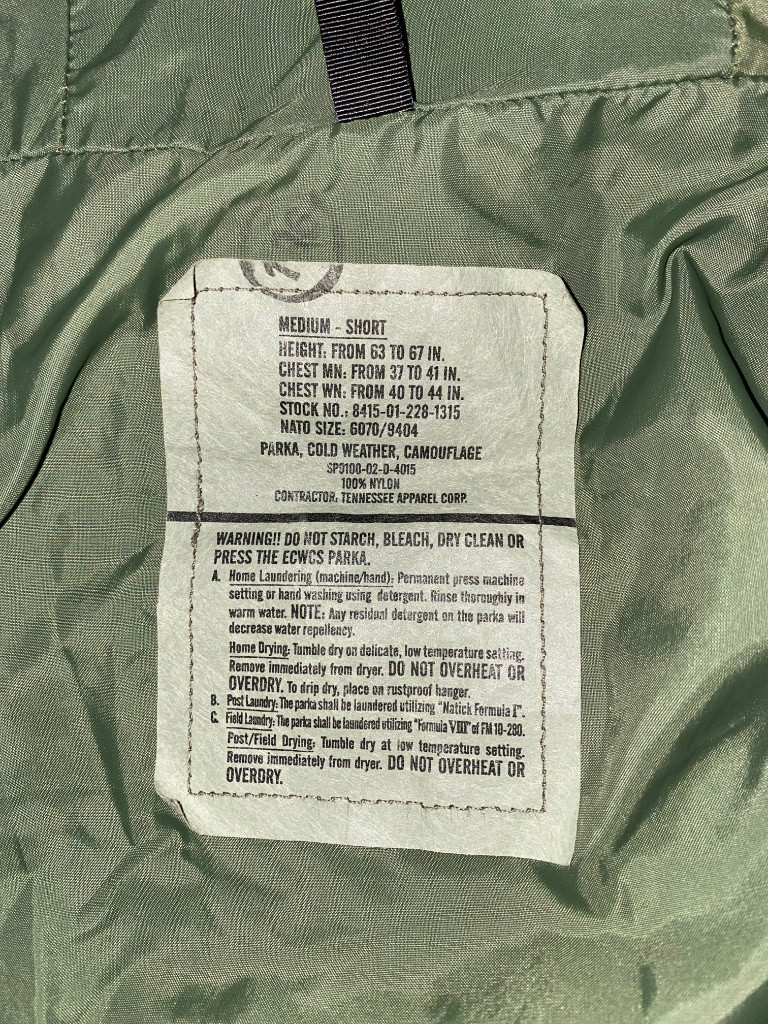 MEDIUM - SHORT
HEIGHT: FROM 63 TO 67 IN.
CHEST MN: FROM 37 TO 41 IN.
CHEST WN: FROM 40 TO 44 IN.
STOCK NO.: 8415-01-228-1315
NATO SIZE: 6070/9404
PARKA, COLD WEATHER, CAMOUFLAGE
SP0100-02-D-4015
100% NYLON
CONTRACTOR: TENNESSEE APPAREL CORP.
WARNING!! DO NOT STARCH, BLEACH, DRY CLEAN OR
PRESS THE ECWCS PARKA.
A. Home Laundering (machine/hand): Permanent press machine
setting or hand washing using detergent. Rinse thoroughly in
warm water. NOTE: Any residual detergent on the parka will
decrease water repellency.
Home Drying: Tumble dry on delicate, low temperature setting.
Remove immediately from dryer. DO NOT OVERHEAT OR
OVERDRY. To drip dry, place on rustproof hanger.
B. Post Laundry: The parka shall be laundered utilizing "Natick Formula I".
C. Field Laundry: The parka shall be laundered utilizing "Formula VIII" of FM 10-280.
Post/Field Drying: Tumble dry at low temperature setting.
Remove immediately from dryer. DO NOT OVERHEAT OR
OVERDRY.